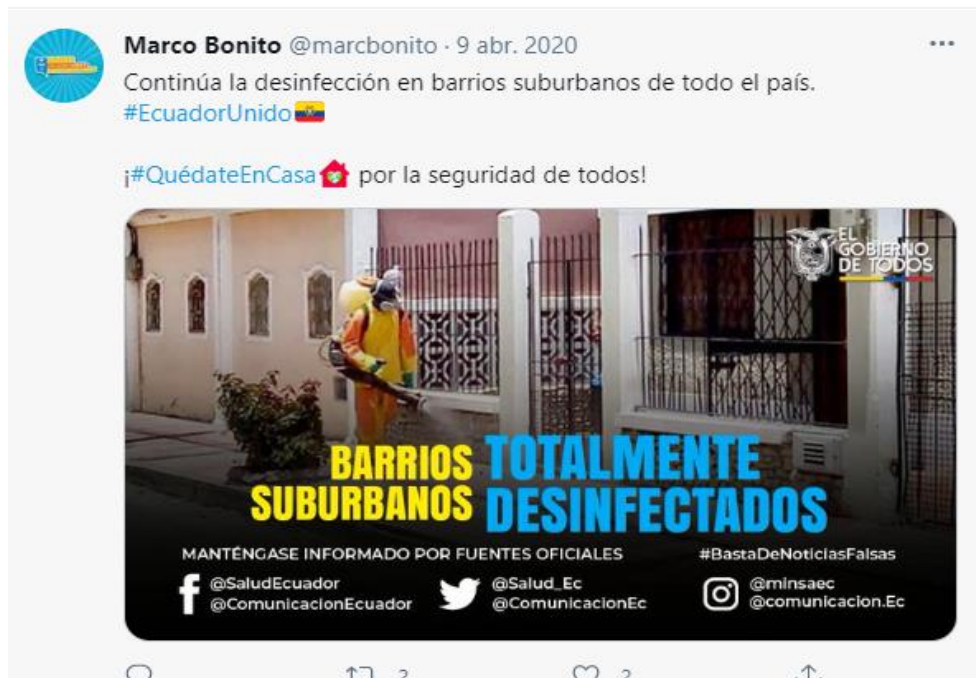 Marco Bonito @marcbonito · 9 abr. 2020
Continúa la desinfección en barrios suburbanos de todo el país.
#EcuadorUnido
¡#QuédateEnCasa por la seguridad de todos!
EL
GOBIERNO
DE TODOS
BARRIOS
SUBURBANOS
TOTALMENTE
DESINFECTADOS
MANTÉNGASE INFORMADO POR FUENTES OFICIALES
#BastaDeNoticiasFalsas
@SaludEcuador
@ComunicacionEcuador
@Salud_Ec
@ComunicacionEc
@minsaec
@comunicacion.Ec